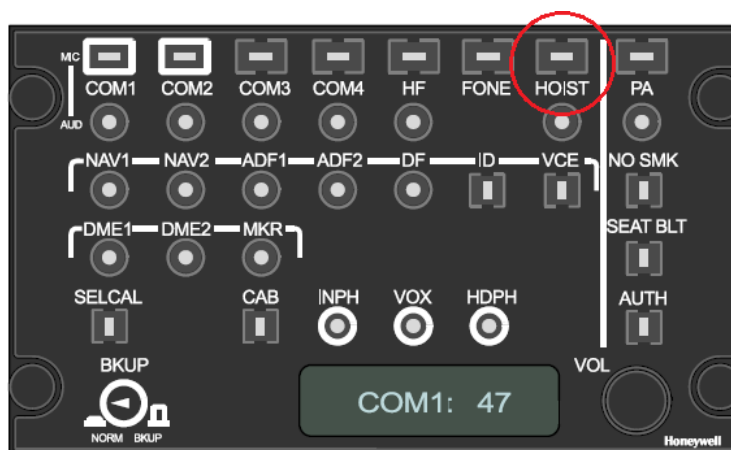 MIC
COM1 COM2 COM3 COM4 HF FONE HOIST PA
AUD
NAV1 NAV2 ADF1 ADF2 DF ID VCE NO SMK
DME1 DME2 MKR SEAT BLT
SELCAL CAB INPH VOX HDPH AUTH
BKUP VOL
COM1: 47
NORM BKUP
Honeywell